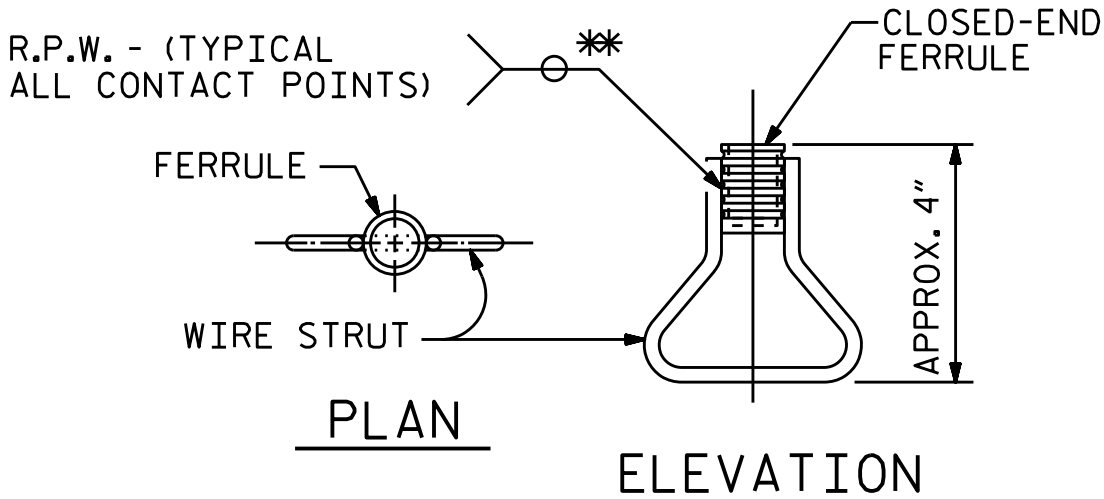 R.P.W. - (TYPICAL
ALL CONTACT POINTS)
**
CLOSED-END
FERRULE
FERRULE
WIRE STRUT
APPROX. 4"
PLAN
ELEVATION